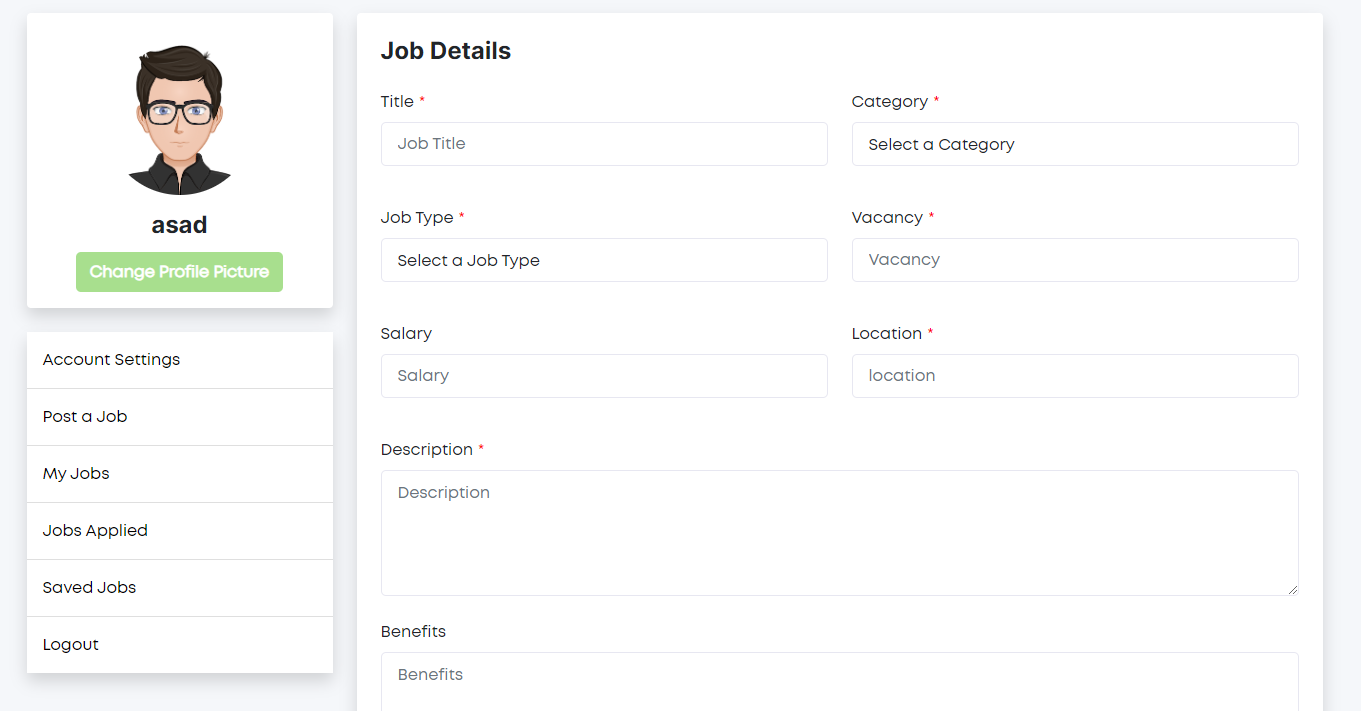 asad
Change Profile Picture
Account Settings
Post a Job
My Jobs
Jobs Applied
Saved Jobs
Logout
Job Details
Title *
Category *
Job Title
Select a Category
Job Type *
Vacancy *
Select a Job Type
Vacancy
Salary
Location *
Salary
location
Description *
Description
Benefits
Benefits